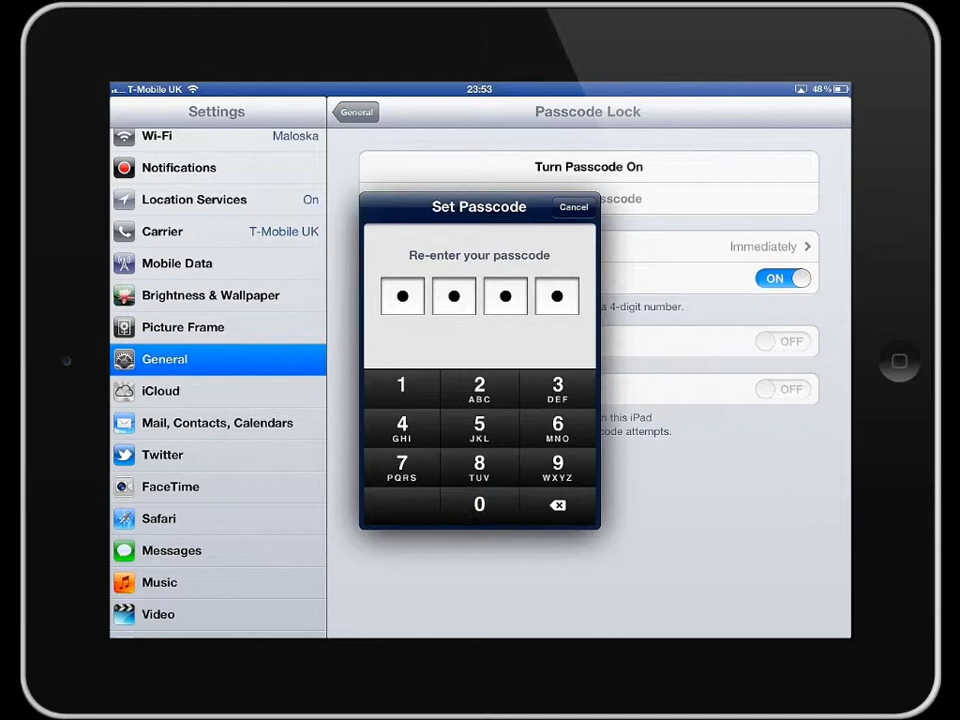 T-Mobile UK
23:53
48%
Settings
General
Passcode Lock
Wi-Fi
Maloska
Notifications
Location Services
On
Carrier
T-Mobile UK
Mobile Data
Brightness & Wallpaper
Picture Frame
General
iCloud
Mail, Contacts, Calendars
Twitter
FaceTime
Safari
Messages
Music
Video
Turn Passcode On
sscode
Immediately
ON
a 4-digit number.
OFF
OFF
n this iPad
code attempts.
Set Passcode
Cancel
Re-enter your passcode
1
2
ABC
3
DEF
4
GHI
5
JKL
6
MNO
7
PQRS
8
TUV
9
WXYZ
0